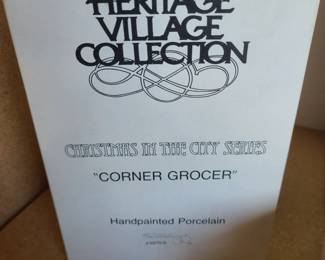 HERITAGE
VILLAGE
COLLECTION
CHRISTMAS IN THE CITY SERIES
"CORNER GROCER"
Handpainted Porcelain